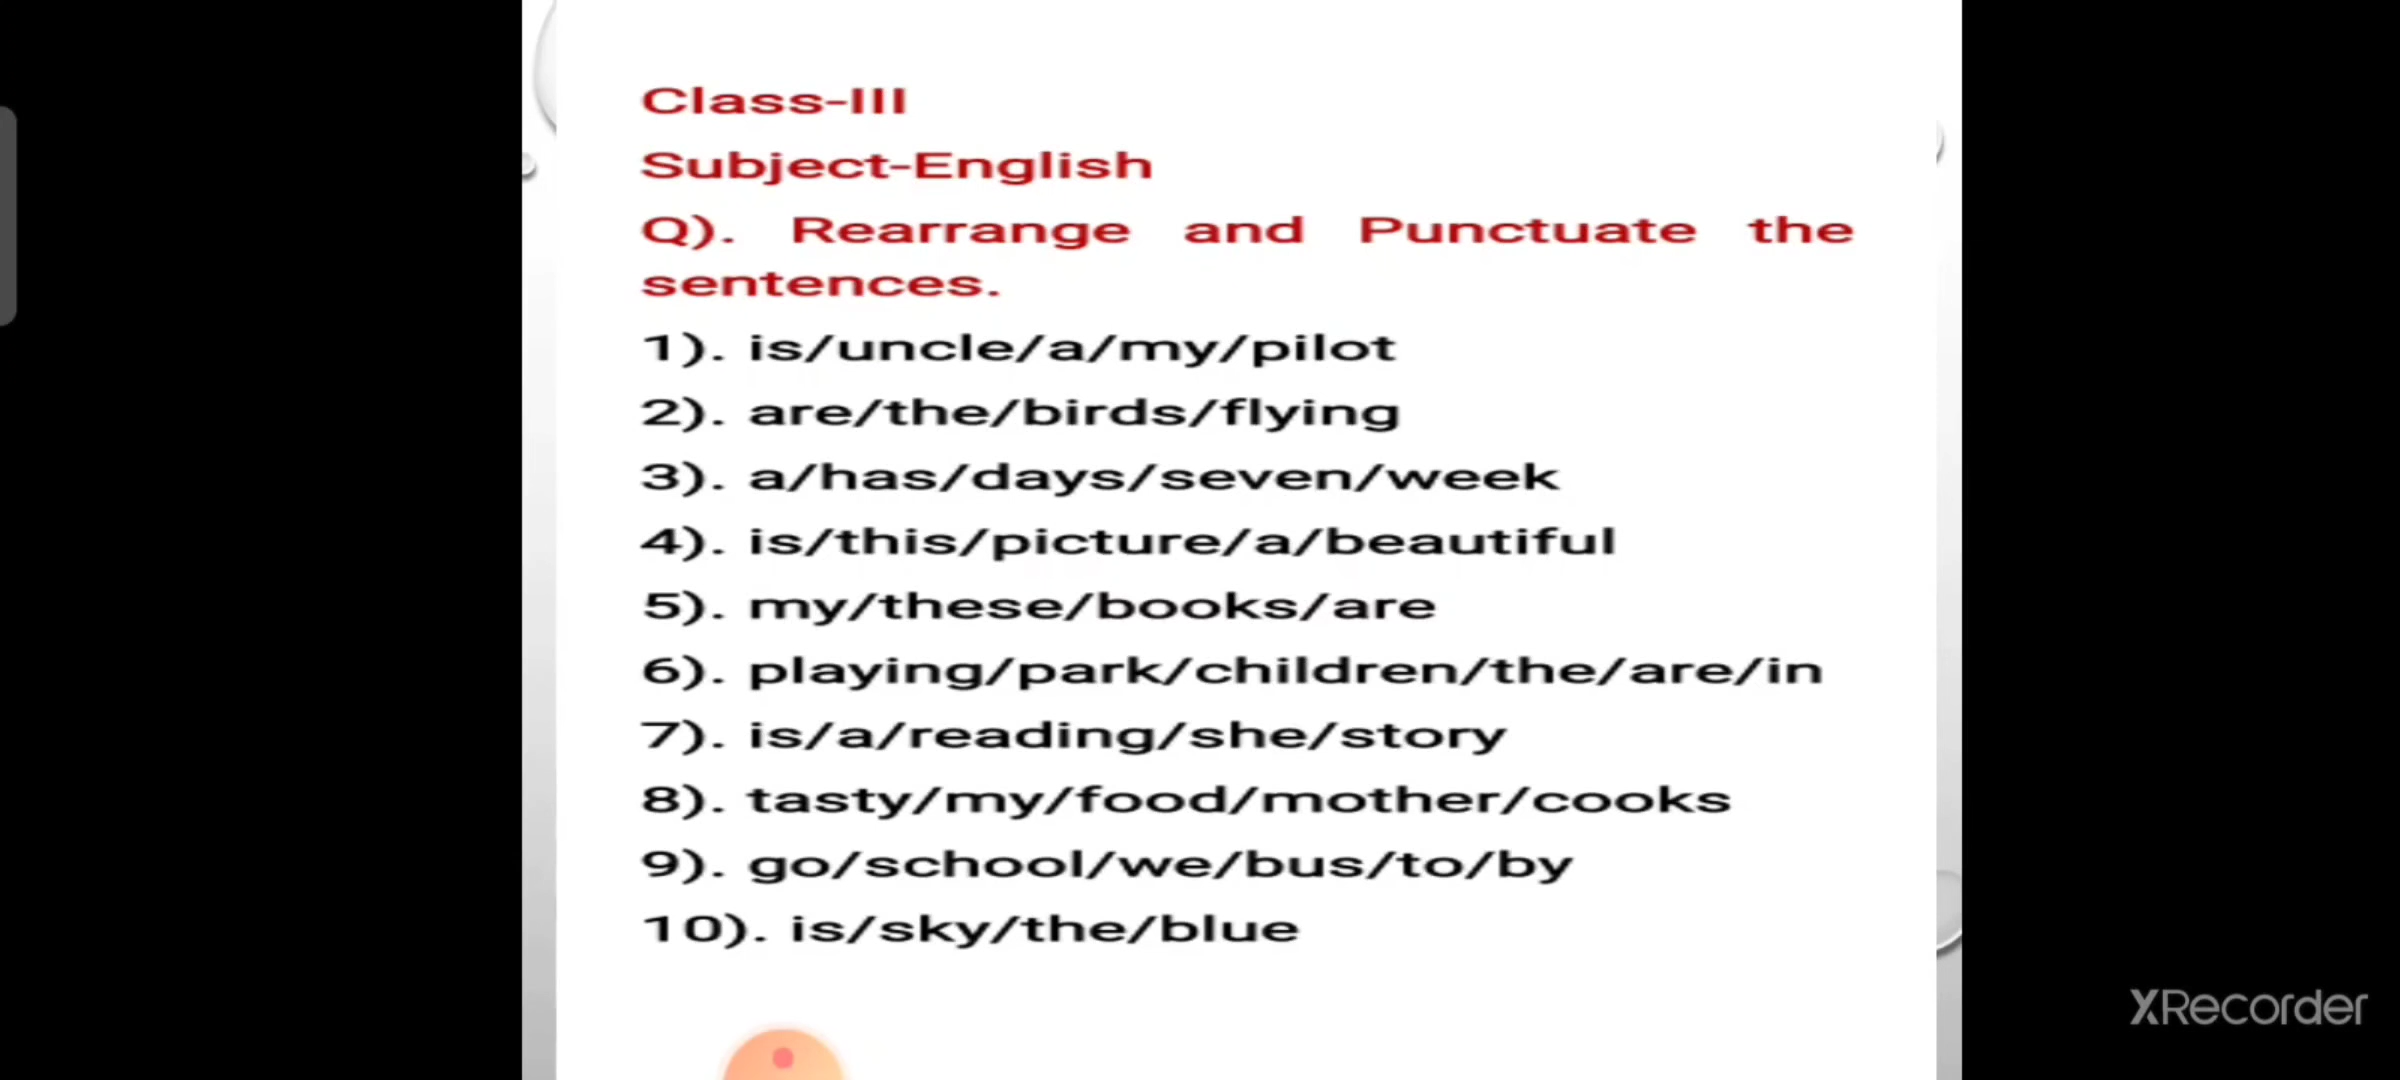 Class-III
Subject-English
Q). Rearrange and Punctuate the
sentences.
1). is/uncle/a/my/pilot
2). are/the/birds/flying
3). a/has/days/seven/week
4). is/this/picture/a/beautiful
5). my/these/books/are
6). playing/park/children/the/are/in
7). is/a/reading/she/story
8). tasty/my/food/mother/cooks
9). go/school/we/bus/to/by
10). is/sky/the/blue
XRecorder